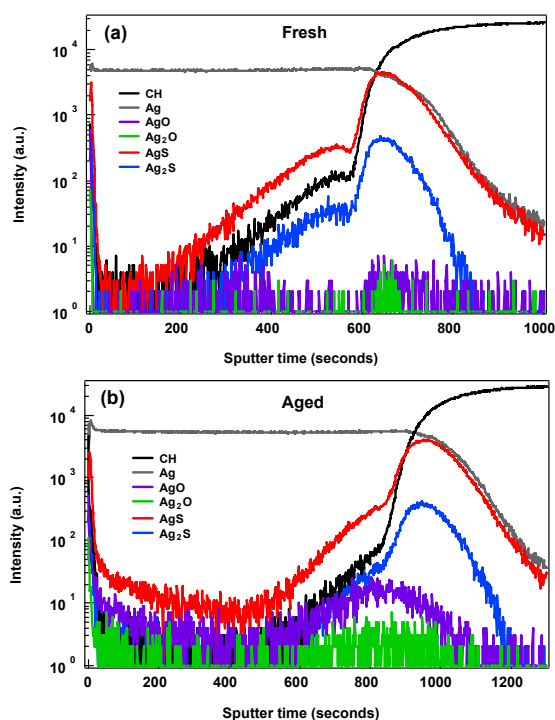 (a)
Fresh
10⁴
10³
10²
10¹
10⁰
Intensity (a.u.)
CH
Ag
AgO
Ag₂O
AgS
Ag₂S
0 200 400 600 800 1000
Sputter time (seconds)
(b)
Aged
10⁴
10³
10²
10¹
10⁰
Intensity (a.u.)
CH
Ag
AgO
Ag₂O
AgS
Ag₂S
0 200 400 600 800 1000 1200
Sputter time (seconds)